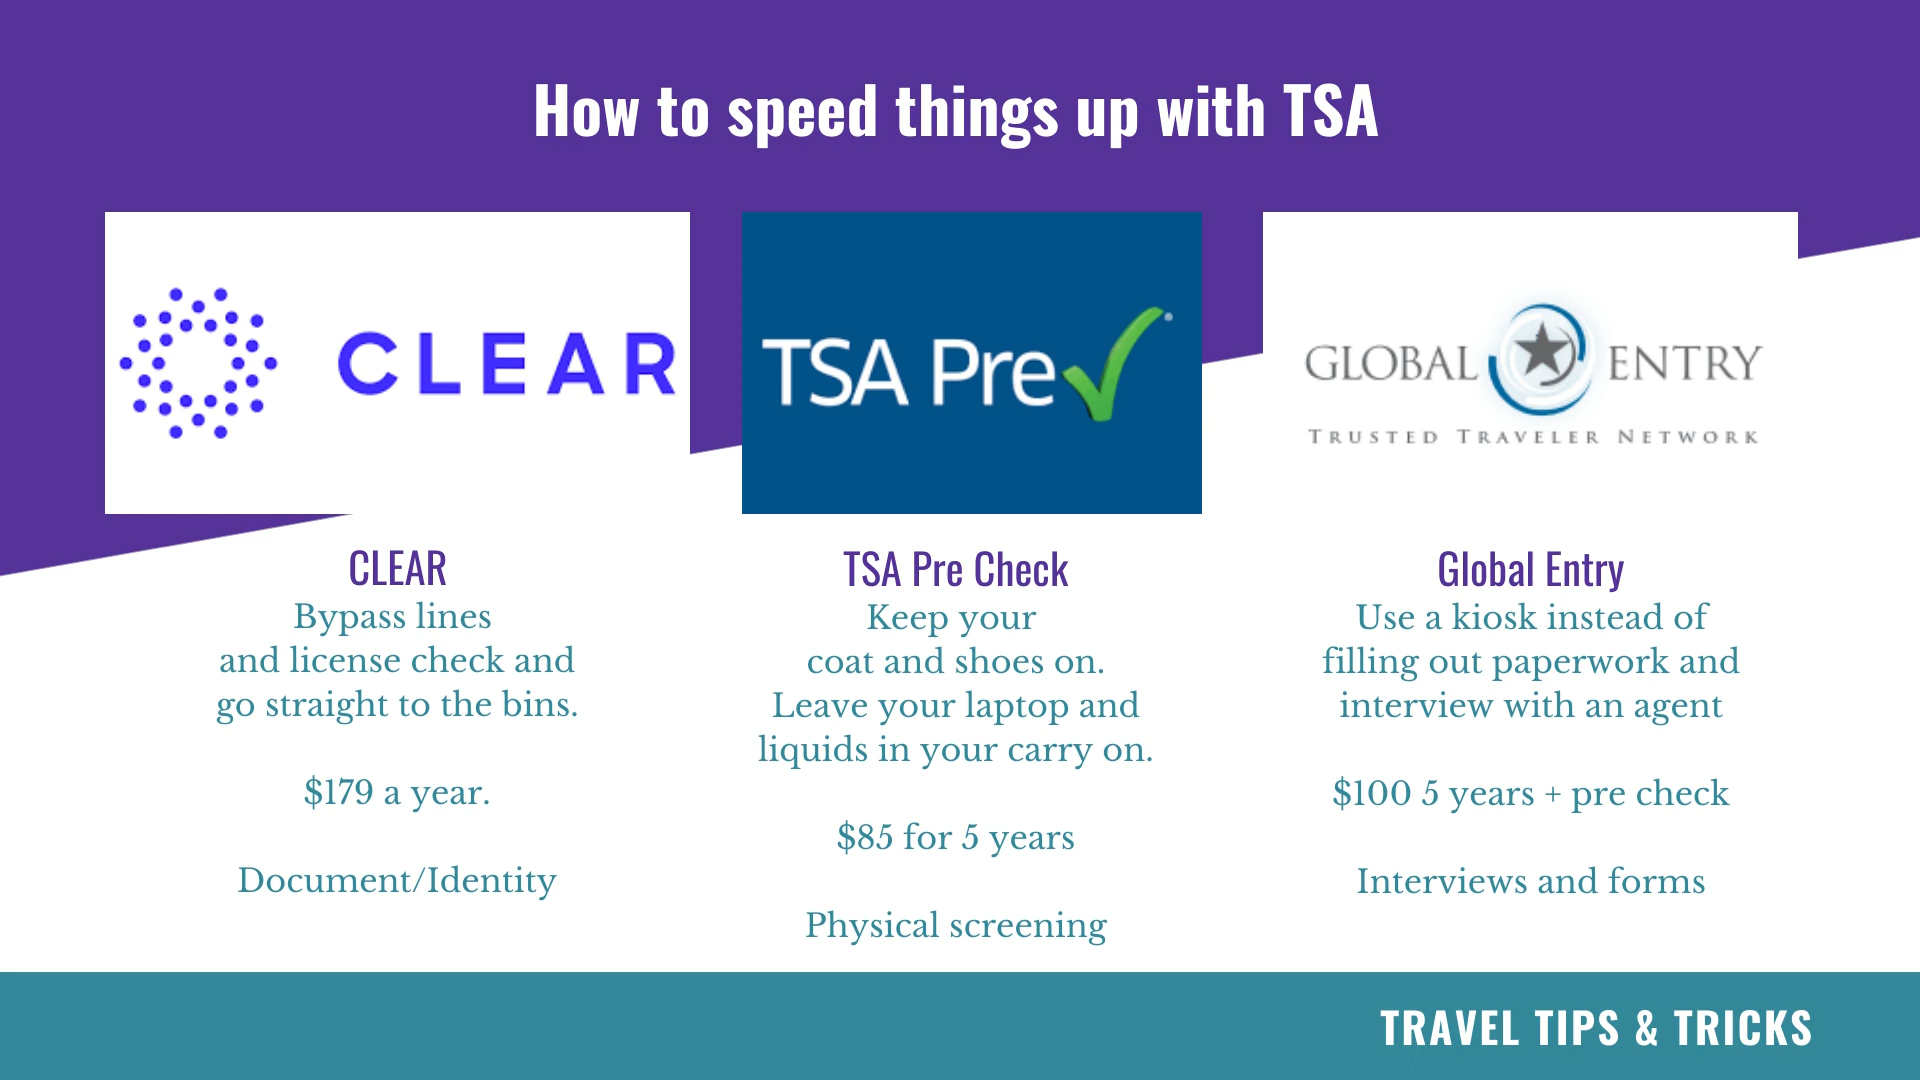 How to speed things up with TSA
CLEAR
TSA Pre
GLOBAL ENTRY
TRUSTED TRAVELER NETWORK
CLEAR
Bypass lines
and license check and
go straight to the bins.
$179 a year.
Document/Identity
TSA Pre Check
Keep your
coat and shoes on.
Leave your laptop and
liquids in your carry on.
$85 for 5 years
Physical screening
Global Entry
Use a kiosk instead of
filling out paperwork and
interview with an agent
$100 5 years + pre check
Interviews and forms
TRAVEL TIPS & TRICKS